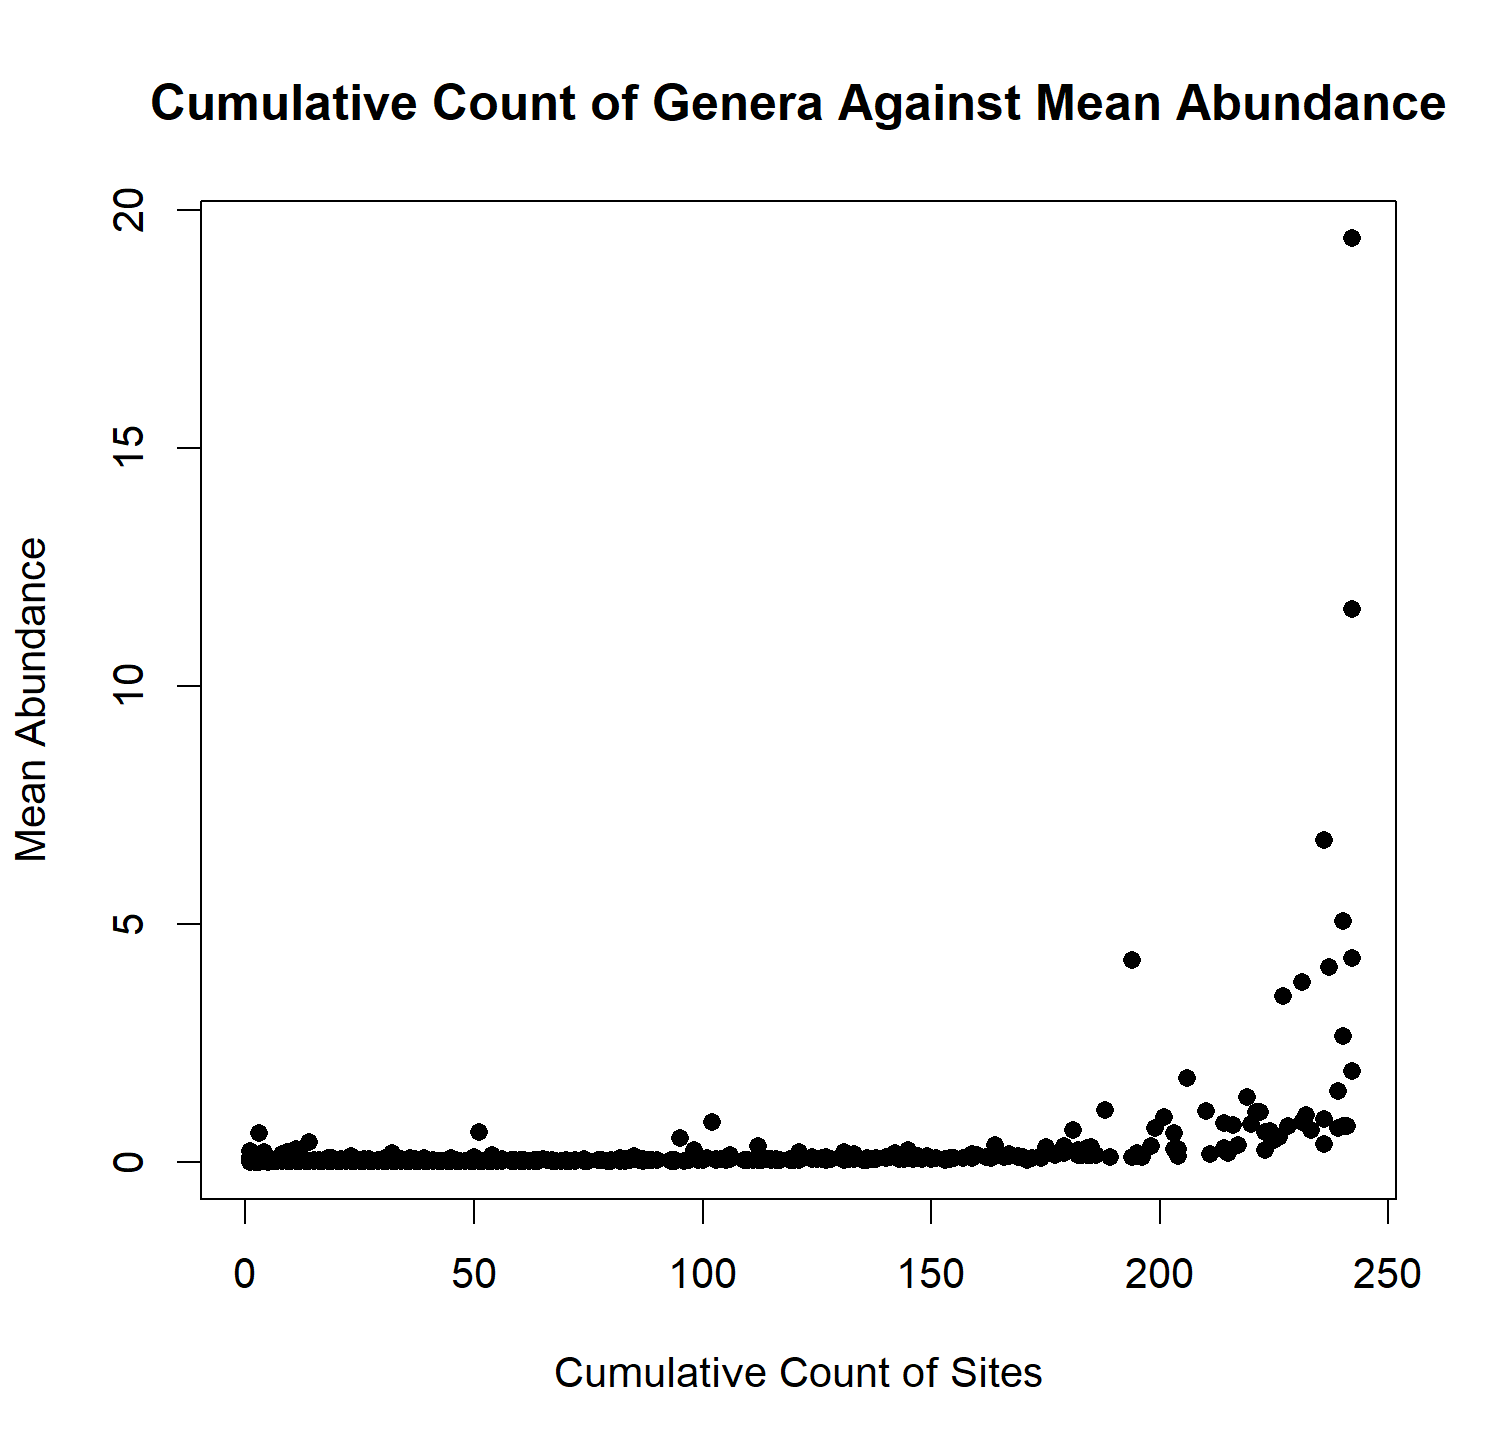 Cumulative Count of Genera Against Mean Abundance
20
15
10
5
0
Mean Abundance
0 50 100 150 200 250
Cumulative Count of Sites